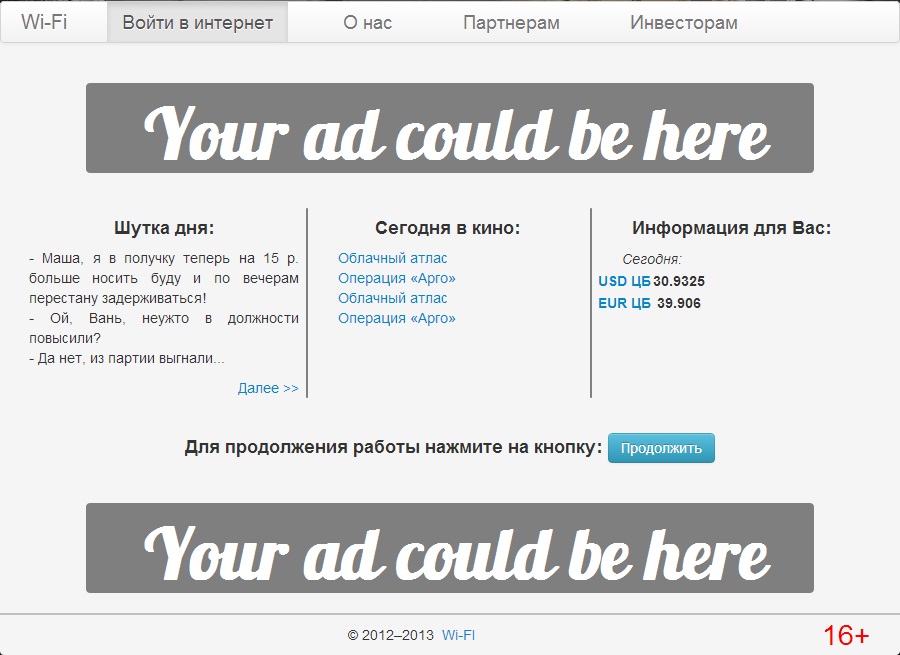 Wi-Fi
Войти в интернет
О нас
Партнерам
Инвесторам
Your ad could be here
Шутка дня:
- Маша, я в получку теперь на 15 р.
больше носить буду и по вечерам
перестану задерживаться!
- Ой, Вань, неужто в должности
повысили?
- Да нет, из партии выгнали...
Далее >>
Сегодня в кино:
Облачный атлас
Операция «Арго»
Облачный атлас
Операция «Арго»
Информация для Вас:
Сегодня:
USD ЦБ 30.9325
EUR ЦБ 39.906
Для продолжения работы нажмите на кнопку: Продолжить
Your ad could be here
© 2012–2013 Wi-FI
16+